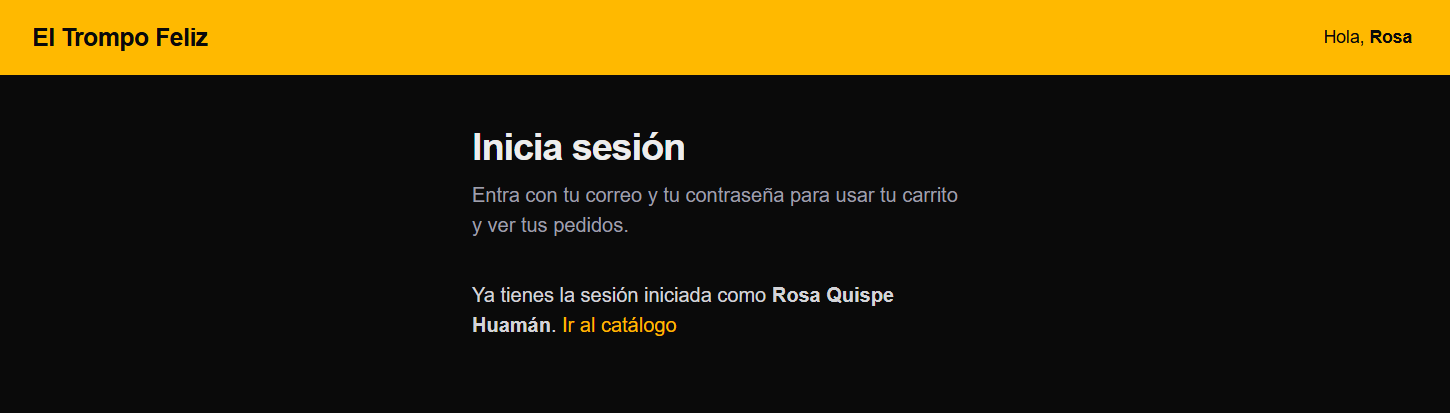 El Trompo Feliz
Hola, Rosa
Inicia sesión
Entra con tu correo y tu contraseña para usar tu carrito
y ver tus pedidos.
Ya tienes la sesión iniciada como Rosa Quispe
Huamán. Ir al catálogo